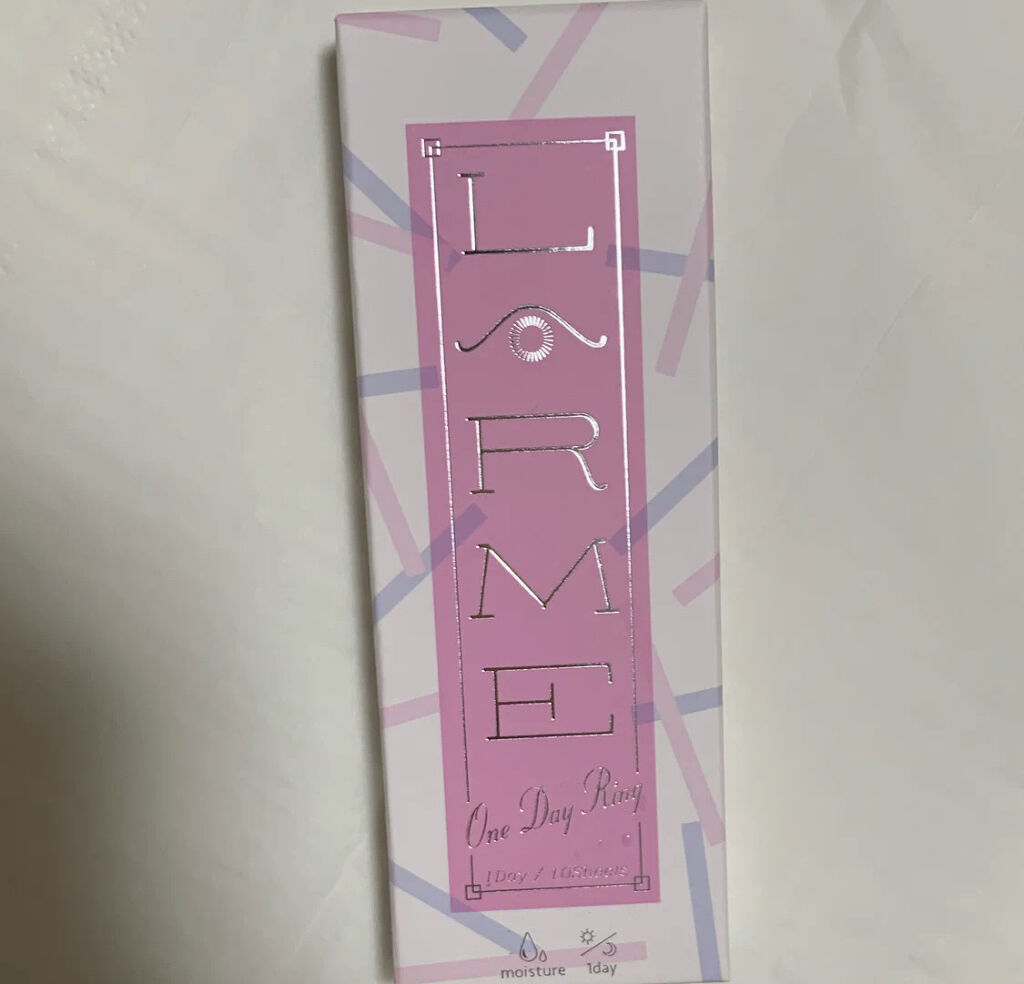 LARME
One Day Ring
1Day / 10Sheets
moisture 1day